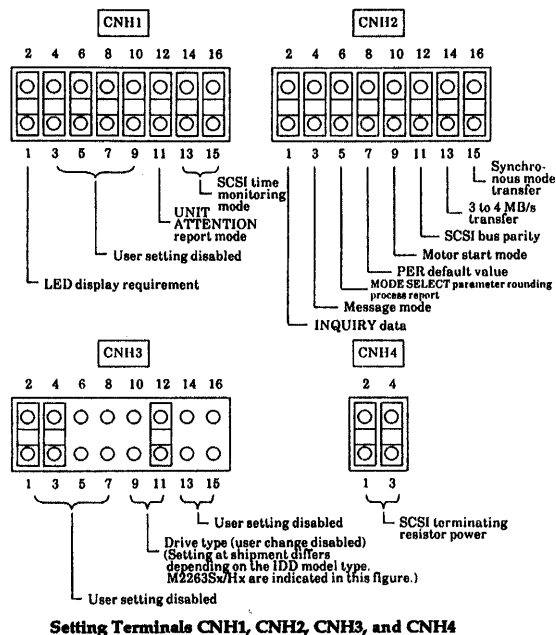 CNH1
2 4 6 8 10 12 14 16
1 3 5 7 9 11 13 15
SCSI time
monitoring
mode
UNIT
ATTENTION
report mode
User setting disabled
LED display requirement
CNH2
2 4 6 8 10 12 14 16
1 3 5 7 9 11 13 15
Synchro-
nous mode
transfer
3 to 4 MB/s
transfer
SCSI bus parity
Motor start mode
PER default value
MODE SELECT parameter rounding
process report
Message mode
INQUIRY data
CNH3
2 4 6 8 10 12 14 16
1 3 5 7 9 11 13 15
User setting disabled
Drive type (user change disabled)
(Setting at shipment differs
depending on the IDD model type.
M2263Sx/Hx are indicated in this figure.)
User setting disabled
CNH4
2 4
1 3
SCSI terminating
resistor power
Setting Terminals CNH1, CNH2, CNH3, and CNH4